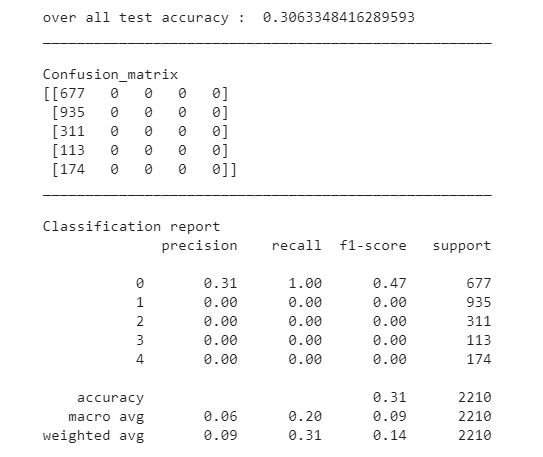 over all test accuracy :  0.3063348416289593
Confusion_matrix
[[677   0   0   0   0]
 [935   0   0   0   0]
 [311   0   0   0   0]
 [113   0   0   0   0]
 [174   0   0   0   0]]
Classification report
              precision    recall  f1-score   support
           0       0.31      1.00      0.47       677
           1       0.00      0.00      0.00       935
           2       0.00      0.00      0.00       311
           3       0.00      0.00      0.00       113
           4       0.00      0.00      0.00       174
    accuracy                           0.31      2210
   macro avg       0.06      0.20      0.09      2210
weighted avg       0.09      0.31      0.14      2210